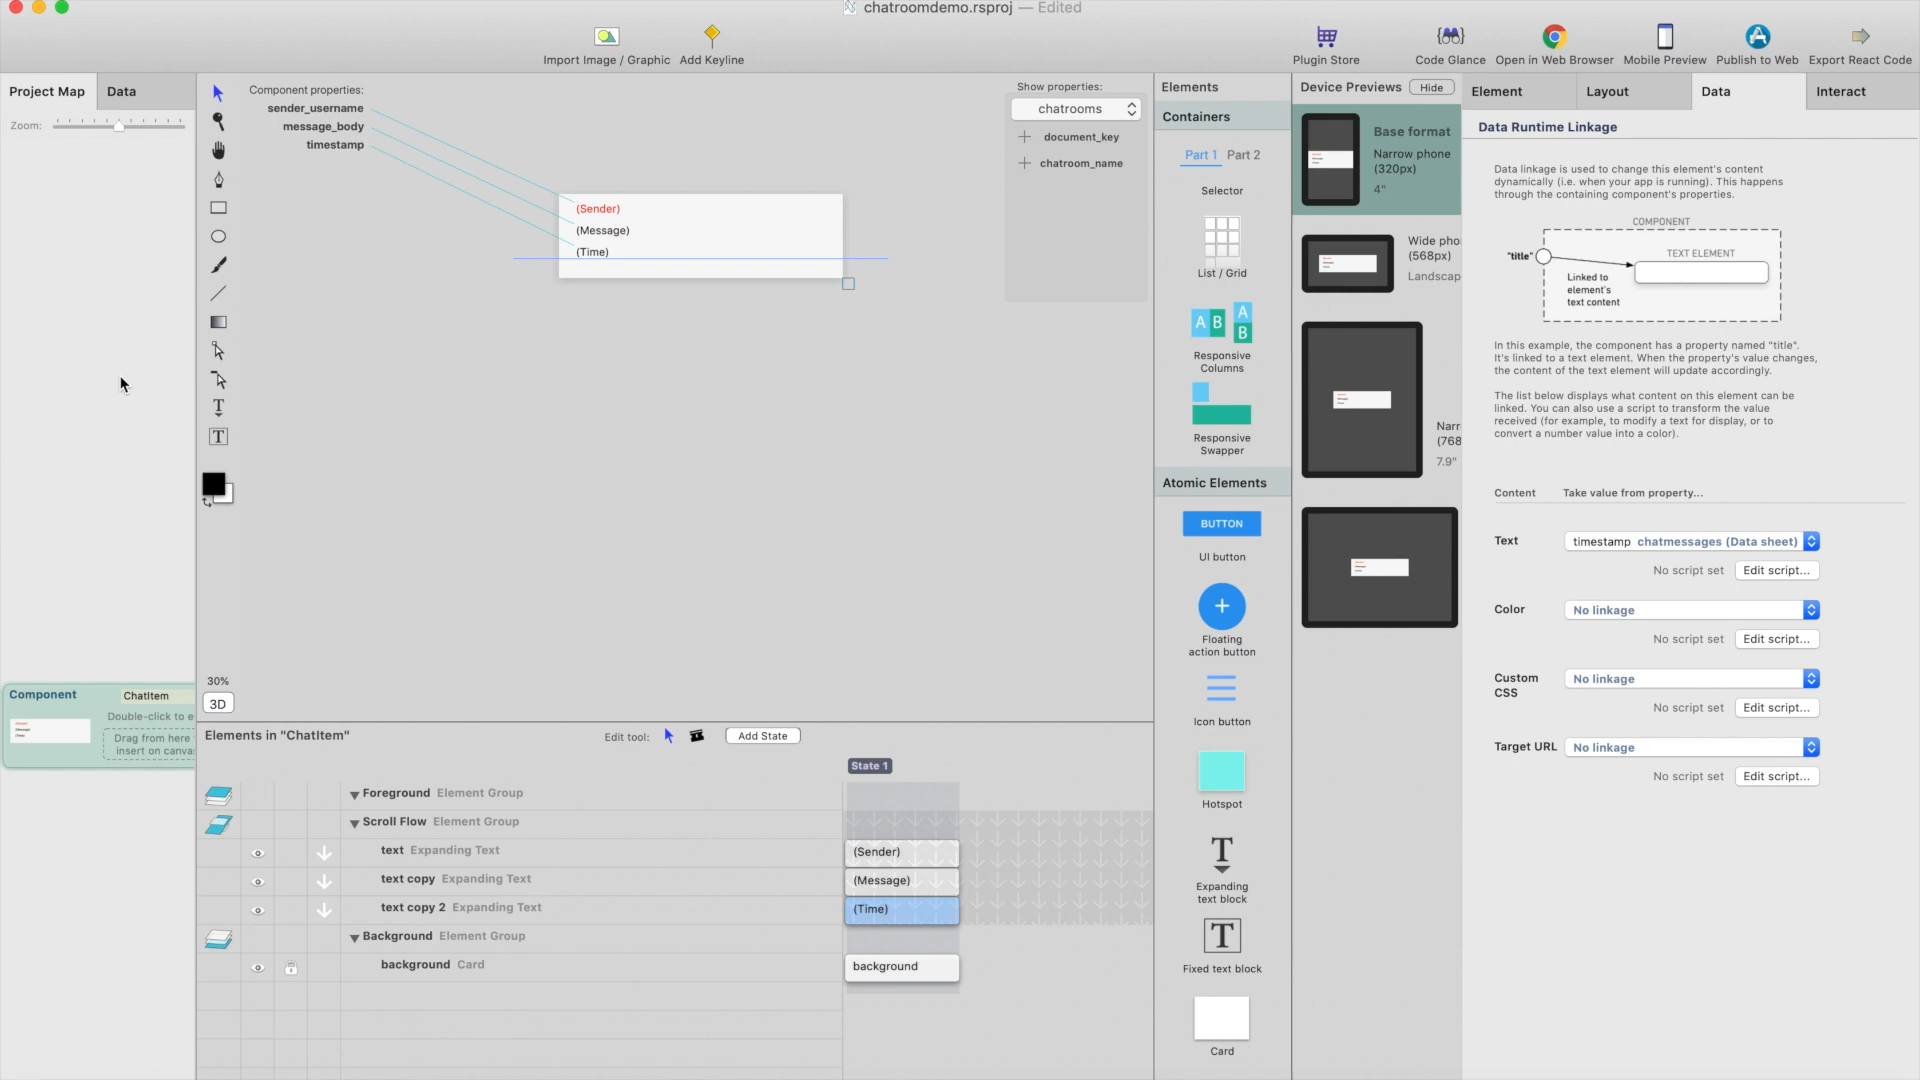 chatroomdemo.rsproj — Edited
Import Image / Graphic
Add Keyline
Plugin Store
Code Glance
Open in Web Browser
Mobile Preview
Publish to Web
Export React Code
Project Map
Data
Zoom:
Component properties:
sender_username
message_body
timestamp
(Sender)
(Message)
(Time)
Show properties:
chatrooms
document_key
chatroom_name
30%
3D
Component
ChatItem
Double-click to e
Drag from here
insert on canvas
Elements in "ChatItem"
Edit tool:
Add State
State 1
Foreground Element Group
Scroll Flow Element Group
text Expanding Text
(Sender)
text copy Expanding Text
(Message)
text copy 2 Expanding Text
(Time)
Background Element Group
background Card
background
Elements
Containers
Part 1 Part 2
Selector
List / Grid
A B
A
B
Responsive
Columns
Responsive
Swapper
Atomic Elements
BUTTON
UI button
Floating
action button
Icon button
Hotspot
T
Expanding
text block
T
Fixed text block
Card
Device Previews
Hide
Base format
Narrow phone
(320px)
4"
Wide pho
(568px)
Landscap
Narr
(768
7.9"
Element
Layout
Data
Interact
Data Runtime Linkage
Data linkage is used to change this element's content
dynamically (i.e. when your app is running). This happens
through the containing component's properties.
COMPONENT
"title"
TEXT ELEMENT
Linked to
element's
text content
In this example, the component has a property named "title".
It's linked to a text element. When the property's value changes,
the content of the text element will update accordingly.
The list below displays what content on this element can be
linked. You can also use a script to transform the value
received (for example, to modify a text for display, or to
convert a number value into a color).
Content
Take value from property...
Text
timestamp chatmessages (Data sheet)
No script set
Edit script...
Color
No linkage
No script set
Edit script...
Custom
CSS
No linkage
No script set
Edit script...
Target URL
No linkage
No script set
Edit script...